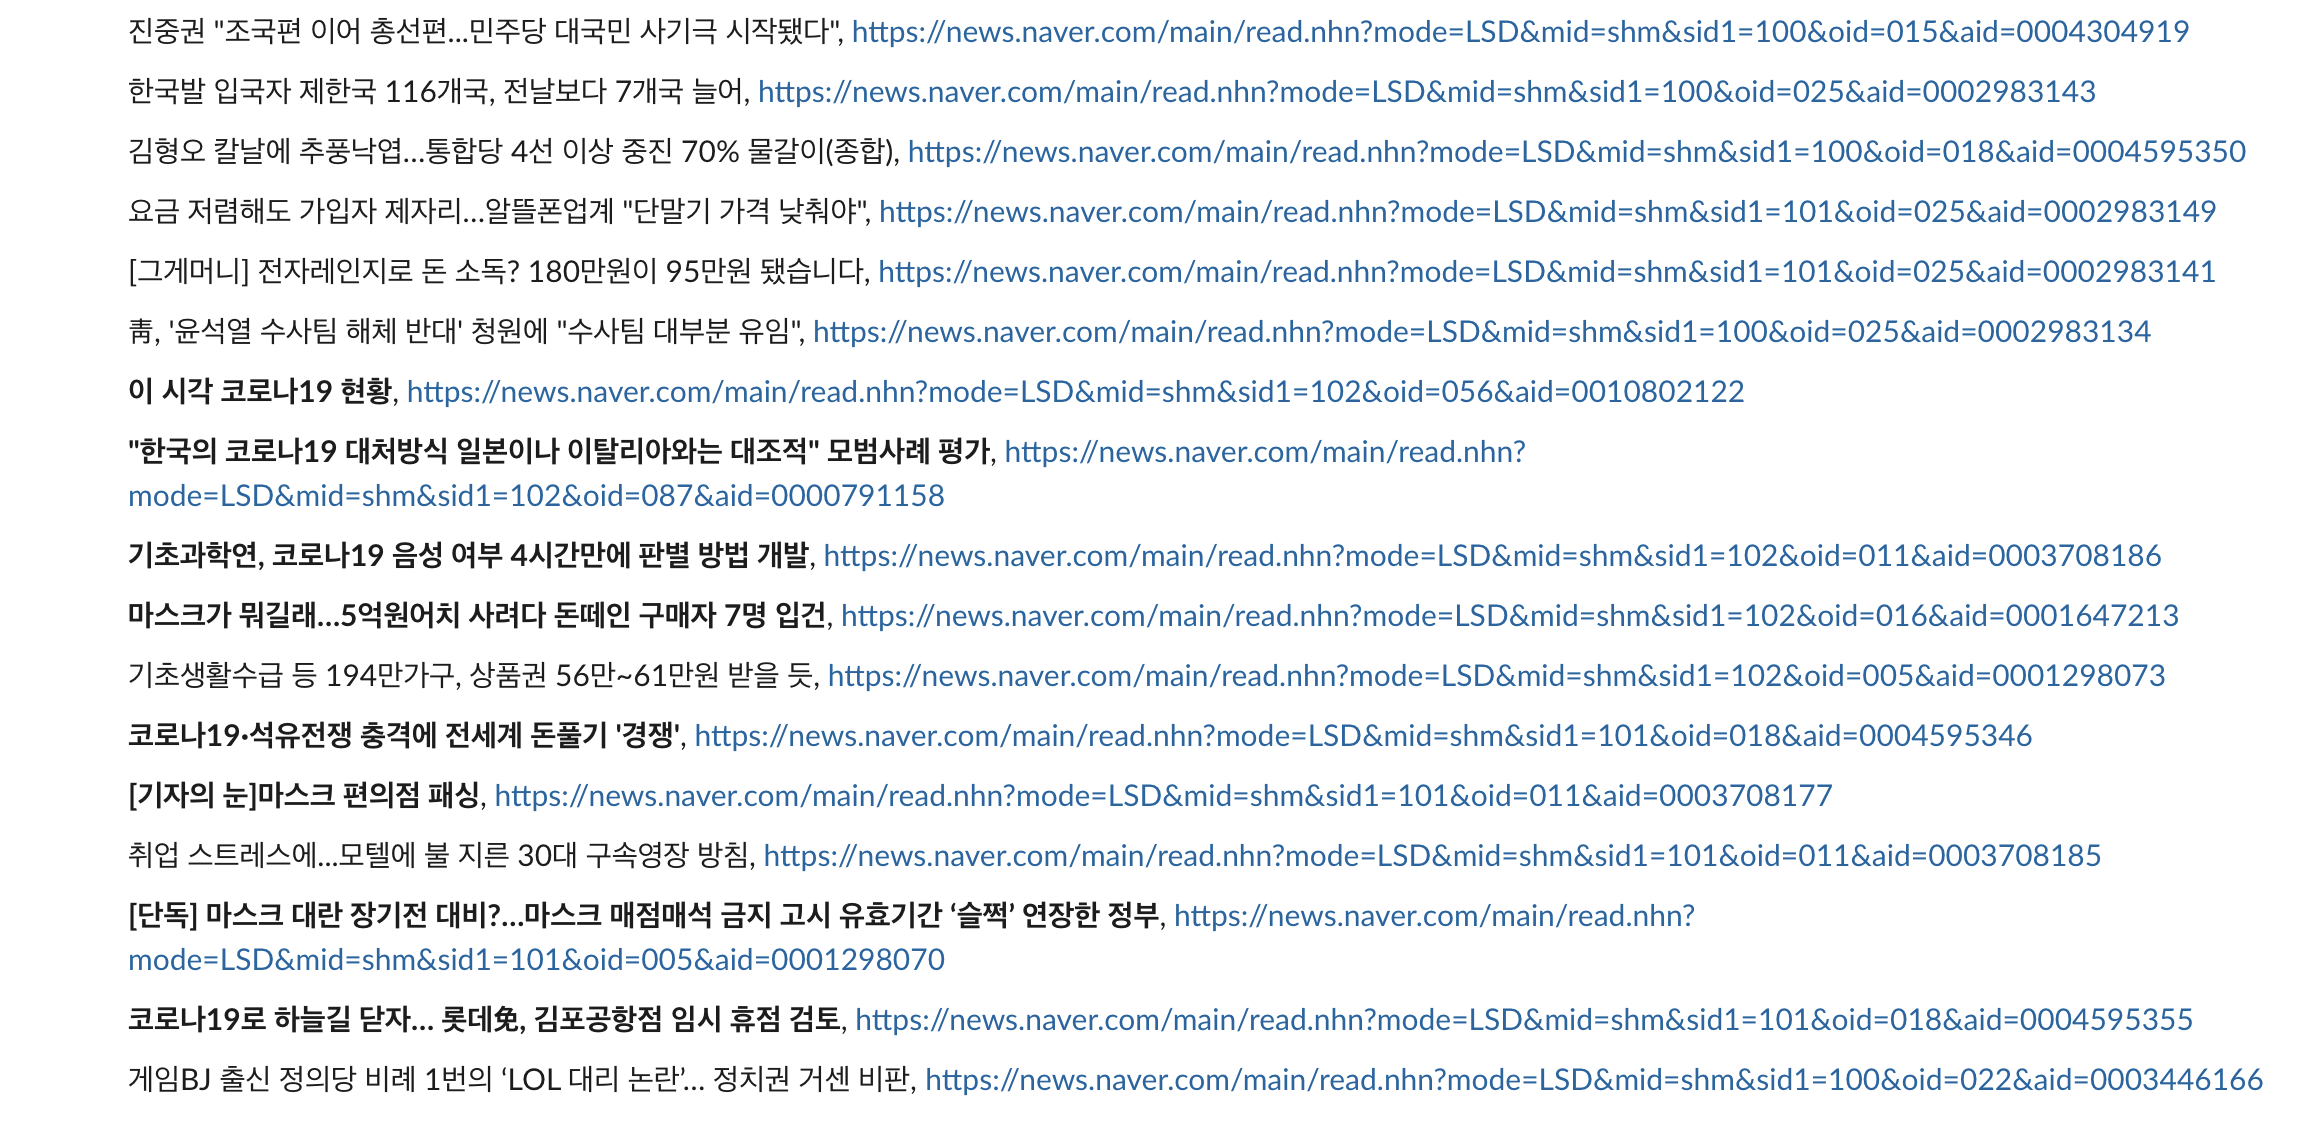 진중권 "조국편 이어 총선편…민주당 대국민 사기극 시작됐다", https://news.naver.com/main/read.nhn?mode=LSD&mid=shm&sid1=100&oid=015&aid=0004304919
한국발 입국자 제한국 116개국, 전날보다 7개국 늘어, https://news.naver.com/main/read.nhn?mode=LSD&mid=shm&sid1=100&oid=025&aid=0002983143
김형오 칼날에 추풍낙엽…통합당 4선 이상 중진 70% 물갈이(종합), https://news.naver.com/main/read.nhn?mode=LSD&mid=shm&sid1=100&oid=018&aid=0004595350
요금 저렴해도 가입자 제자리…알뜰폰업계 "단말기 가격 낮춰야", https://news.naver.com/main/read.nhn?mode=LSD&mid=shm&sid1=101&oid=025&aid=0002983149
[그게머니] 전자레인지로 돈 소독? 180만원이 95만원 됐습니다, https://news.naver.com/main/read.nhn?mode=LSD&mid=shm&sid1=101&oid=025&aid=0002983141
靑, '윤석열 수사팀 해체 반대' 청원에 "수사팀 대부분 유임", https://news.naver.com/main/read.nhn?mode=LSD&mid=shm&sid1=100&oid=025&aid=0002983134
이 시각 코로나19 현황, https://news.naver.com/main/read.nhn?mode=LSD&mid=shm&sid1=102&oid=056&aid=0010802122
"한국의 코로나19 대처방식 일본이나 이탈리아와는 대조적" 모범사례 평가, https://news.naver.com/main/read.nhn?
mode=LSD&mid=shm&sid1=102&oid=087&aid=0000791158
기초과학연, 코로나19 음성 여부 4시간만에 판별 방법 개발, https://news.naver.com/main/read.nhn?mode=LSD&mid=shm&sid1=102&oid=011&aid=0003708186
마스크가 뭐길래…5억원어치 사려다 돈떼인 구매자 7명 입건, https://news.naver.com/main/read.nhn?mode=LSD&mid=shm&sid1=102&oid=016&aid=0001647213
기초생활수급 등 194만가구, 상품권 56만~61만원 받을 듯, https://news.naver.com/main/read.nhn?mode=LSD&mid=shm&sid1=102&oid=005&aid=0001298073
코로나19·석유전쟁 충격에 전세계 돈풀기 '경쟁', https://news.naver.com/main/read.nhn?mode=LSD&mid=shm&sid1=101&oid=018&aid=0004595346
[기자의 눈]마스크 편의점 패싱, https://news.naver.com/main/read.nhn?mode=LSD&mid=shm&sid1=101&oid=011&aid=0003708177
취업 스트레스에...모텔에 불 지른 30대 구속영장 방침, https://news.naver.com/main/read.nhn?mode=LSD&mid=shm&sid1=101&oid=011&aid=0003708185
[단독] 마스크 대란 장기전 대비?…마스크 매점매석 금지 고시 유효기간 ‘슬쩍’ 연장한 정부, https://news.naver.com/main/read.nhn?
mode=LSD&mid=shm&sid1=101&oid=005&aid=0001298070
코로나19로 하늘길 닫자… 롯데免, 김포공항점 임시 휴점 검토, https://news.naver.com/main/read.nhn?mode=LSD&mid=shm&sid1=101&oid=018&aid=0004595355
게임BJ 출신 정의당 비례 1번의 ‘LOL 대리 논란’… 정치권 거센 비판, https://news.naver.com/main/read.nhn?mode=LSD&mid=shm&sid1=100&oid=022&aid=0003446166